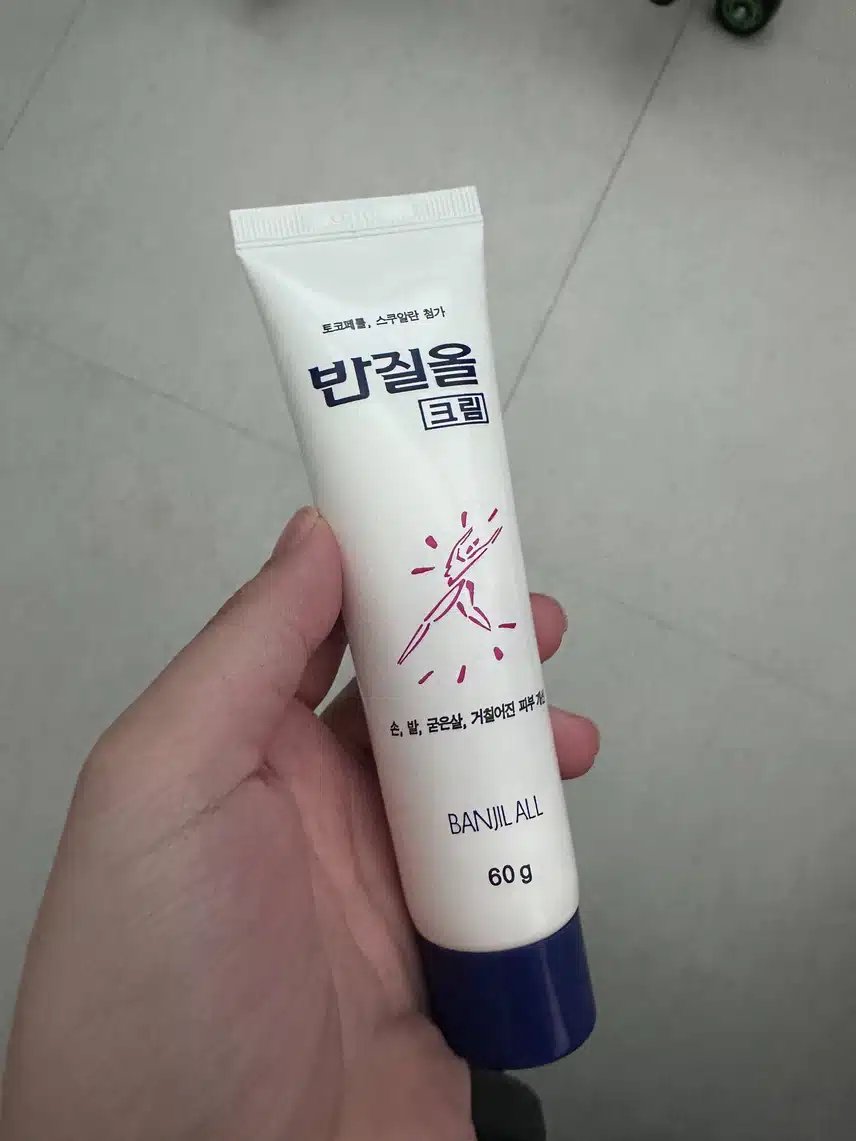 토코페롤, 스쿠알란 첨가
반질올
크림
손, 발, 굳은살, 거칠어진 피부
BANJIL ALL
60 g